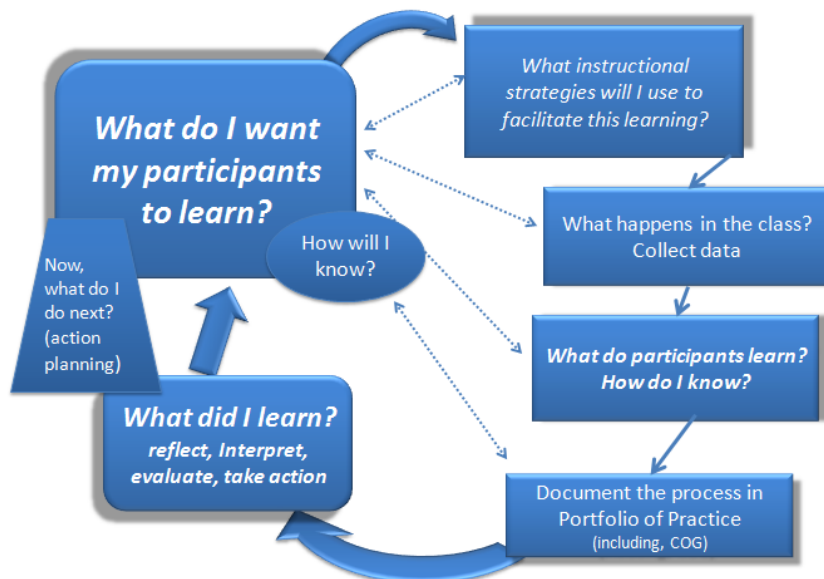 What do I want
my participants
to learn?
How will I
know?
What instructional
strategies will I use to
facilitate this learning?
What happens in the class?
Collect data
What do participants learn?
How do I know?
Document the process in
Portfolio of Practice
(including, COG)
What did I learn?
reflect, Interpret,
evaluate, take action
Now,
what do I
do next?
(action
planning)